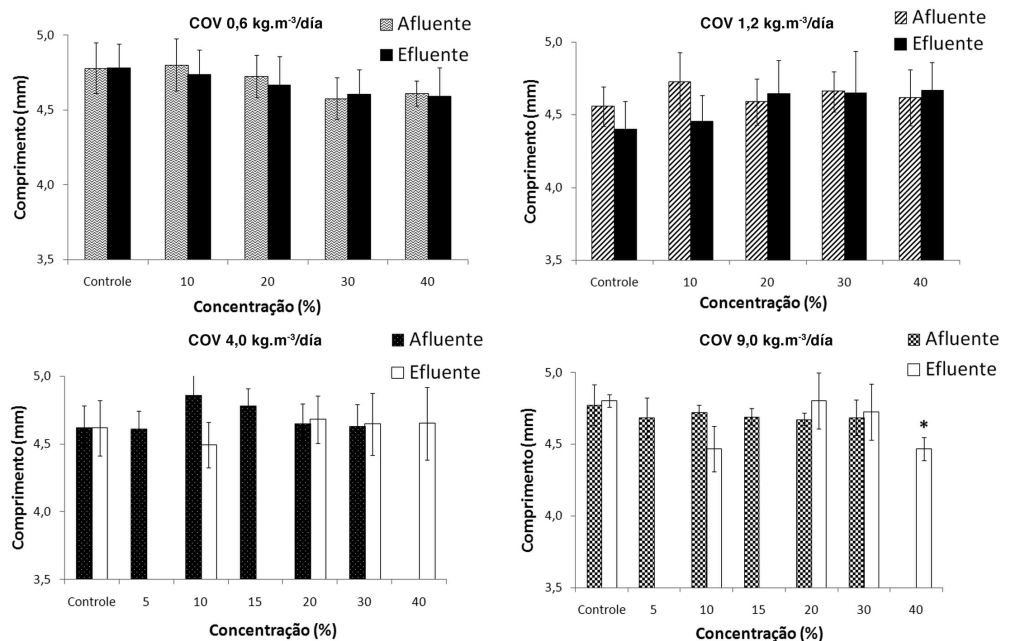 COV 0,6 kg.m⁻³/día
Afluente
Efluente
Comprimento (mm)
5,0
4,5
4,0
3,5
Controle 10 20 30 40
Concentração (%)
COV 1,2 kg.m⁻³/día
Afluente
Efluente
Comprimento (mm)
5,0
4,5
4,0
3,5
Controle 10 20 30 40
Concentração (%)
COV 4,0 kg.m⁻³/día
Afluente
Efluente
Comprimento (mm)
5,0
4,5
4,0
3,5
Controle 5 10 15 20 30 40
Concentração (%)
COV 9,0 kg.m⁻³/día
Afluente
Efluente
Comprimento (mm)
5,0
4,5
4,0
3,5
*
Controle 5 10 15 20 30 40
Concentração (%)